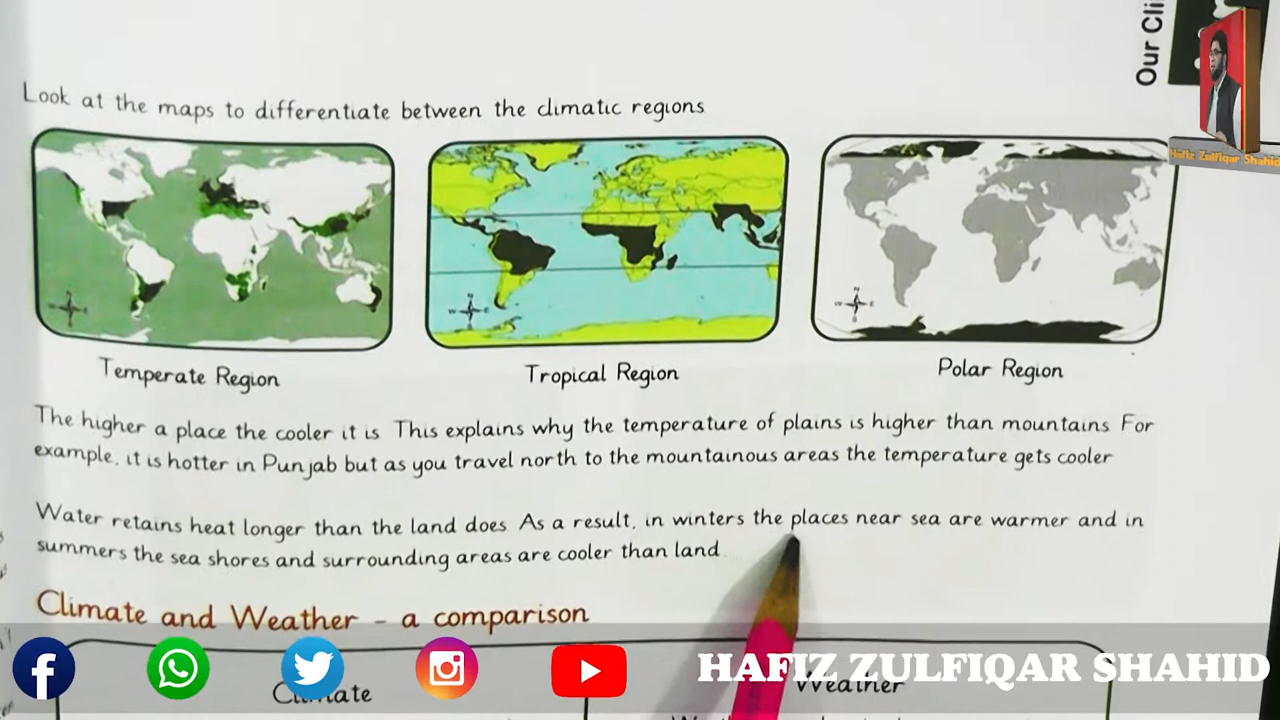 Our Cli
Hafiz Zulfiqar Shahid
Look at the maps to differentiate between the climatic regions
Temperate Region
Tropical Region
Polar Region
The higher a place the cooler it is This explains why the temperature of plains is higher than mountains For
example, it is hotter in Punjab but as you travel north to the mountainous areas the temperature gets cooler
Water retains heat longer than the land does As a result, in winters the places near sea are warmer and in
summers the sea shores and surrounding areas are cooler than land
Climate and Weather - a comparison
HAFIZ ZULFIQAR SHAHID
Climate
Weather